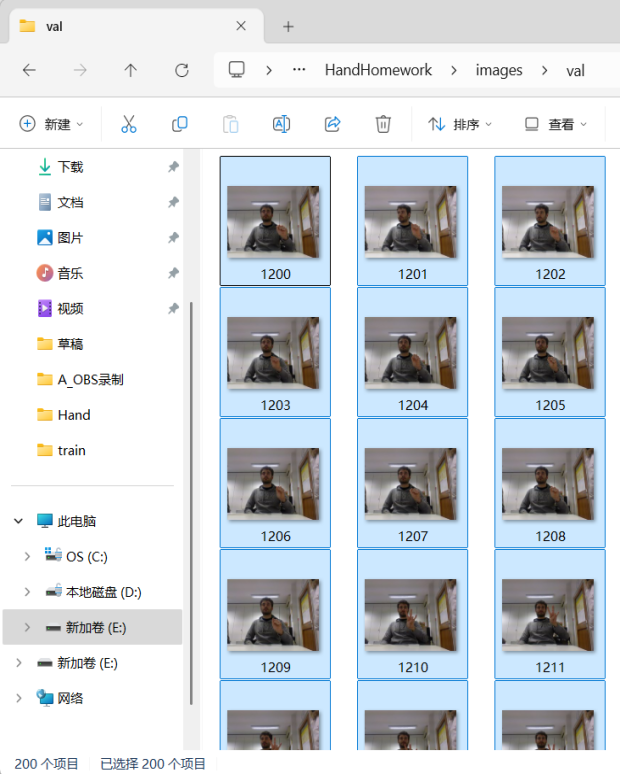 val
HandHomework
images
val
新建
排序
查看
下载
文档
图片
音乐
视频
草稿
A_OBS录制
Hand
train
此电脑
OS (C:)
本地磁盘 (D:)
新加卷 (E:)
新加卷 (E:)
网络
1200 1201 1202
1203 1204 1205
1206 1207 1208
1209 1210 1211
200 个项目 已选择 200 个项目